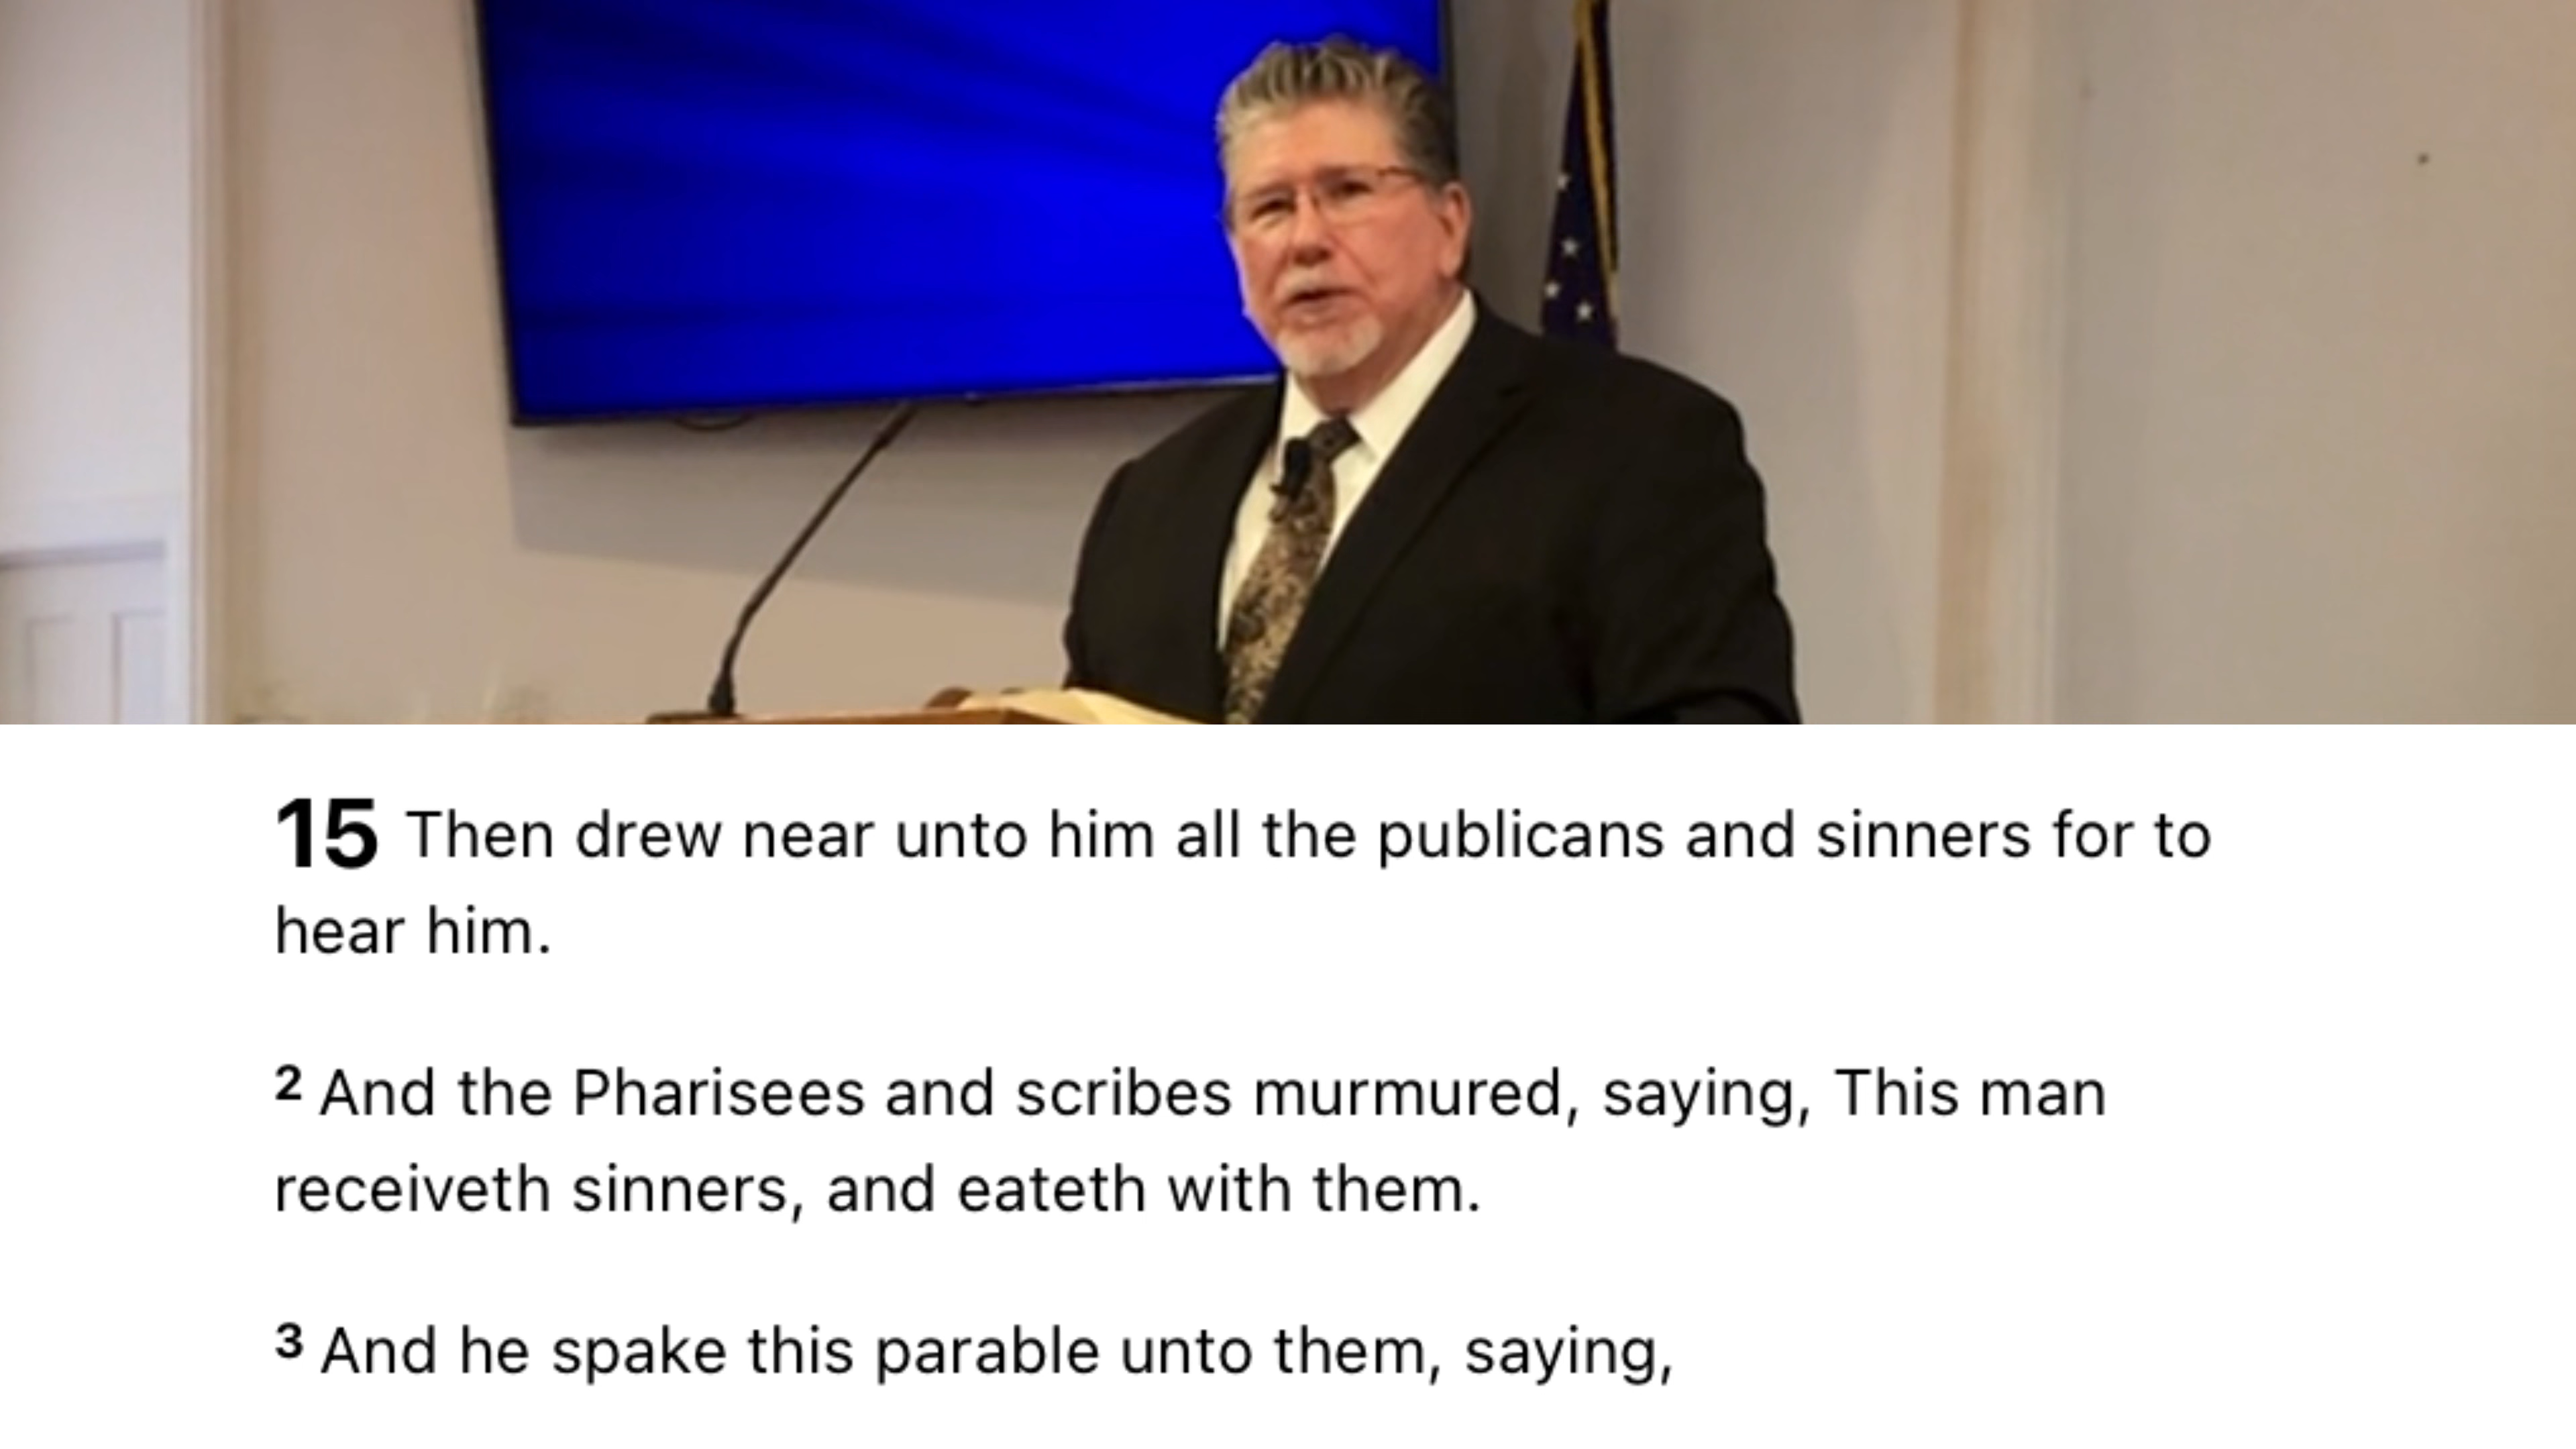 15 Then drew near unto him all the publicans and sinners for to
hear him.
2 And the Pharisees and scribes murmured, saying, This man
receiveth sinners, and eateth with them.
3 And he spake this parable unto them, saying,